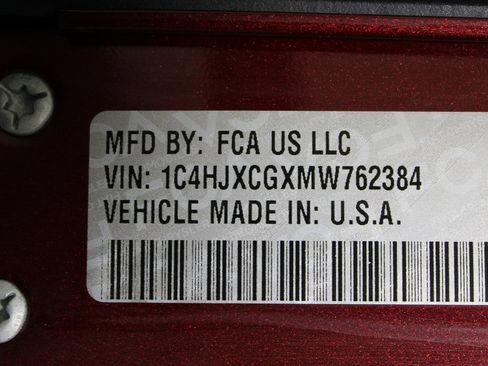 MFD BY: FCA US LLC
VIN: 1C4HJXCGXMW762384
VEHICLE MADE IN: U.S.A.